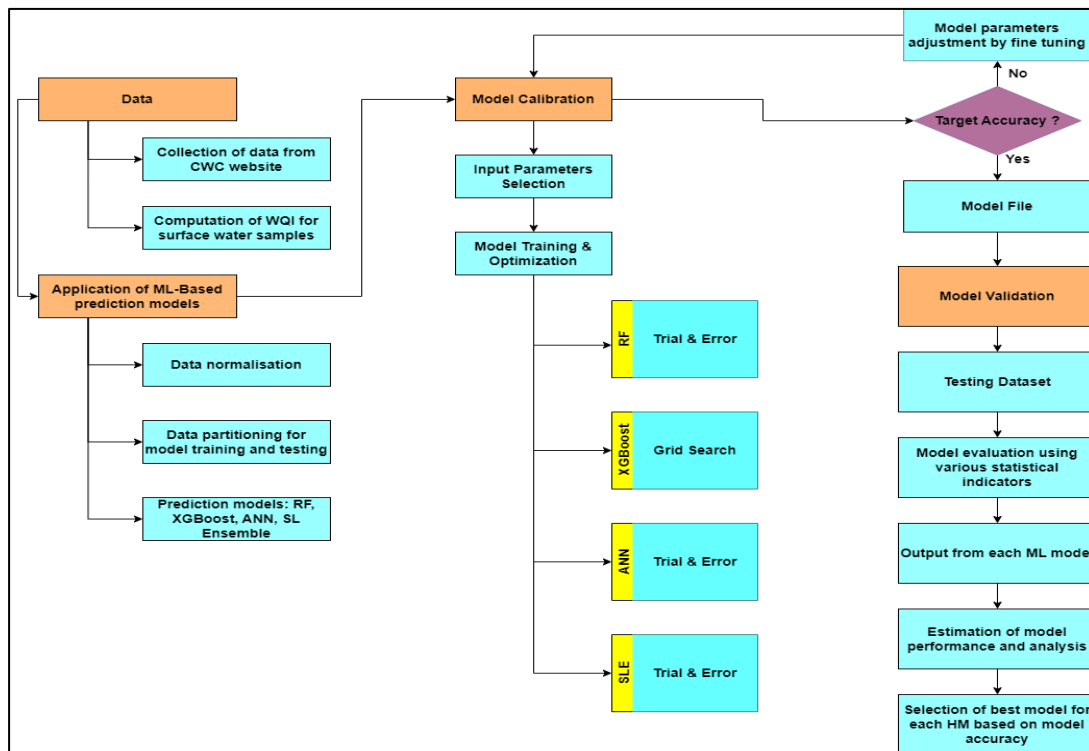 Data
Collection of data from
CWC website
Computation of WQI for
surface water samples
Application of ML-Based
prediction models
Data normalisation
Data partitioning for
model training and testing
Prediction models: RF,
XGBoost, ANN, SL
Ensemble
Model Calibration
Input Parameters
Selection
Model Training &
Optimization
RF
Trial & Error
XGBoost
Grid Search
ANN
Trial & Error
SLE
Trial & Error
Model parameters
adjustment by fine tuning
No
Target Accuracy ?
Yes
Model File
Model Validation
Testing Dataset
Model evaluation using
various statistical
indicators
Output from each ML model
Estimation of model
performance and analysis
Selection of best model for
each HM based on model
accuracy